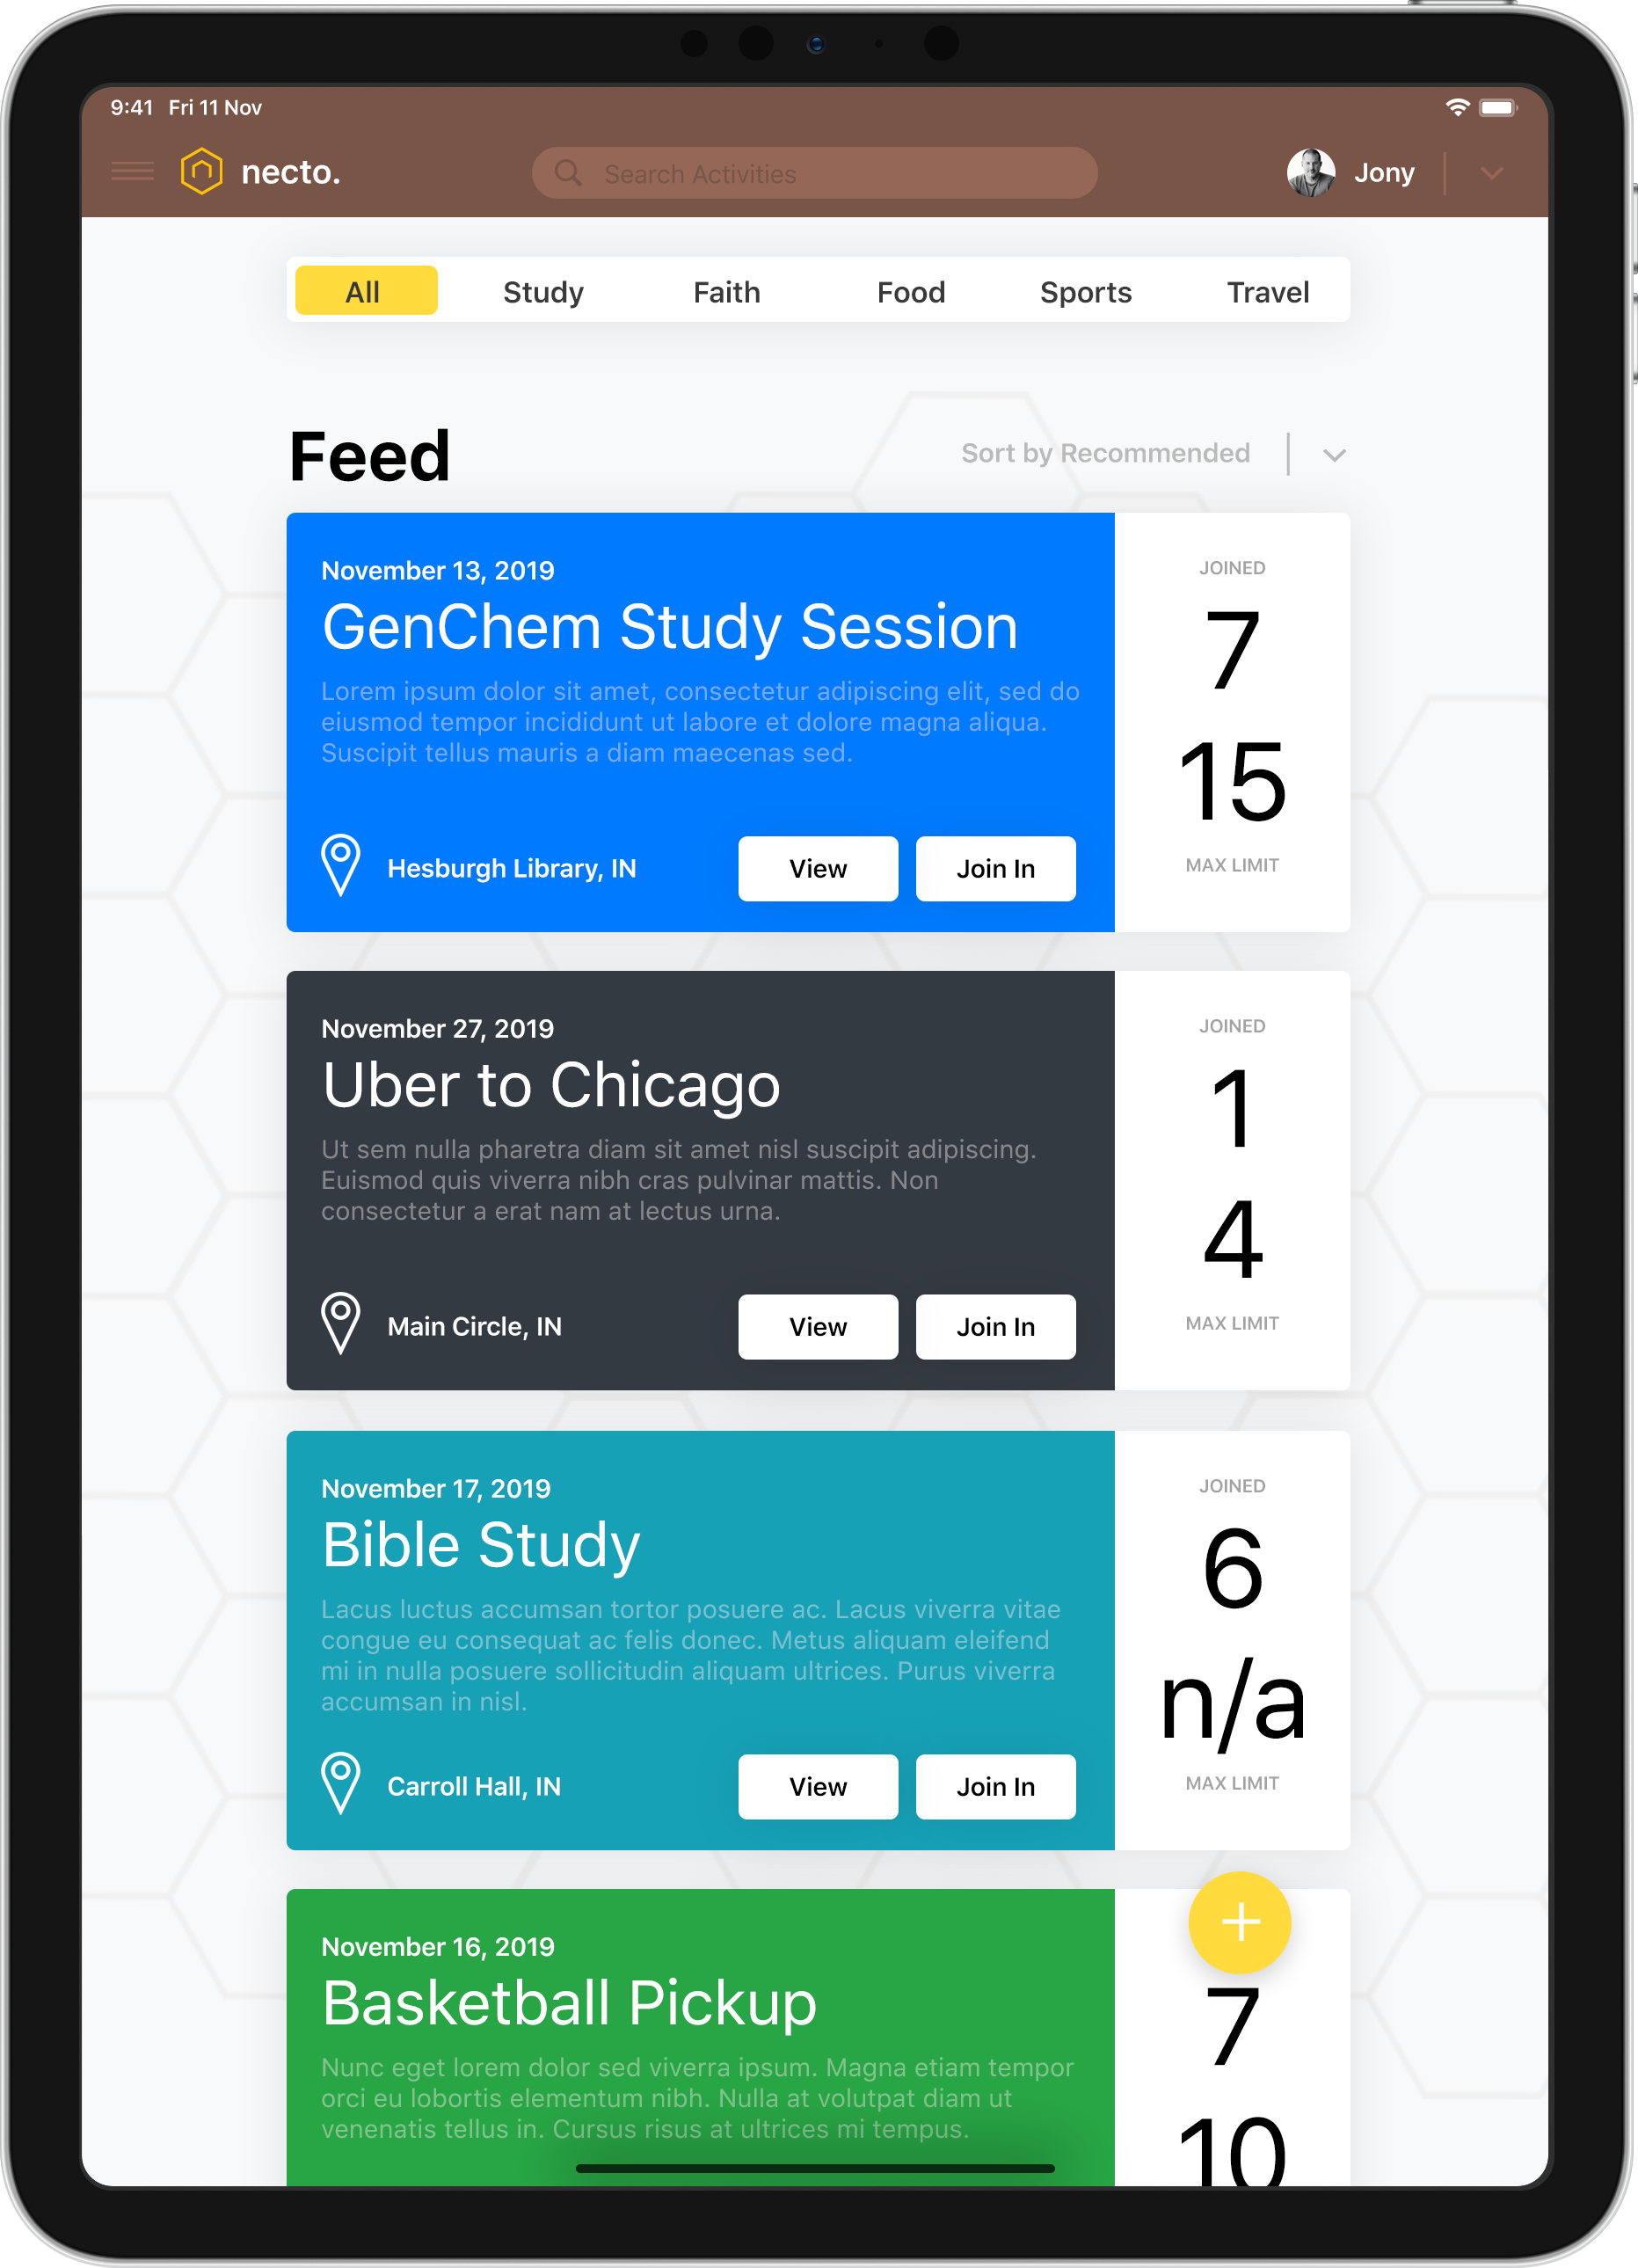 9:41 Fri 11 Nov
necto.
Search Activities
Jony
All Study Faith Food Sports Travel
Feed
Sort by Recommended
November 13, 2019
GenChem Study Session
Lorem ipsum dolor sit amet, consectetur adipiscing elit, sed do
eiusmod tempor incididunt ut labore et dolore magna aliqua.
Suscipit tellus mauris a diam maecenas sed.
Hesburgh Library, IN
View
Join In
JOINED
7
15
MAX LIMIT
November 27, 2019
Uber to Chicago
Ut sem nulla pharetra diam sit amet nisl suscipit adipiscing.
Euismod quis viverra nibh cras pulvinar mattis. Non
consectetur a erat nam at lectus urna.
Main Circle, IN
View
Join In
JOINED
1
4
MAX LIMIT
November 17, 2019
Bible Study
Lacus luctus accumsan tortor posuere ac. Lacus viverra vitae
congue eu consequat ac felis donec. Metus aliquam eleifend
mi in nulla posuere sollicitudin aliquam ultrices. Purus viverra
accumsan in nisl.
Carroll Hall, IN
View
Join In
JOINED
6
n/a
MAX LIMIT
November 16, 2019
Basketball Pickup
Nunc eget lorem dolor sed viverra ipsum. Magna etiam tempor
orci eu lobortis elementum nibh. Nulla at volutpat diam ut
venenatis tellus in. Cursus risus at ultrices mi tempus.
+
7
10